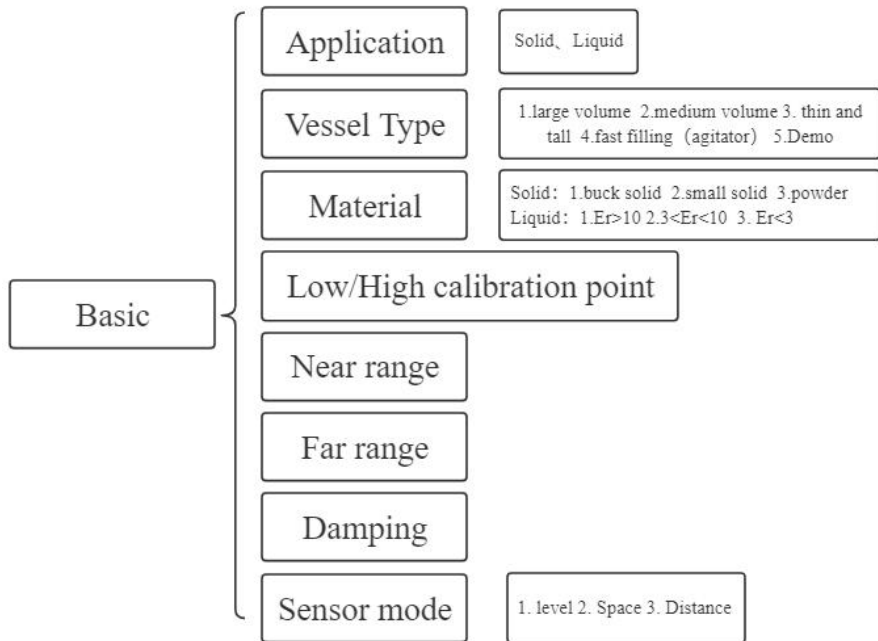 Application
Solid、Liquid
Vessel Type
1.large volume 2.medium volume 3. thin and
tall 4.fast filling（agitator） 5.Demo
Material
Solid：1.buck solid 2.small solid 3.powder
Liquid：1.Er>10 2.3<Er<10 3. Er<3
Low/High calibration point
Basic
Near range
Far range
Damping
Sensor mode
1. level 2. Space 3. Distance